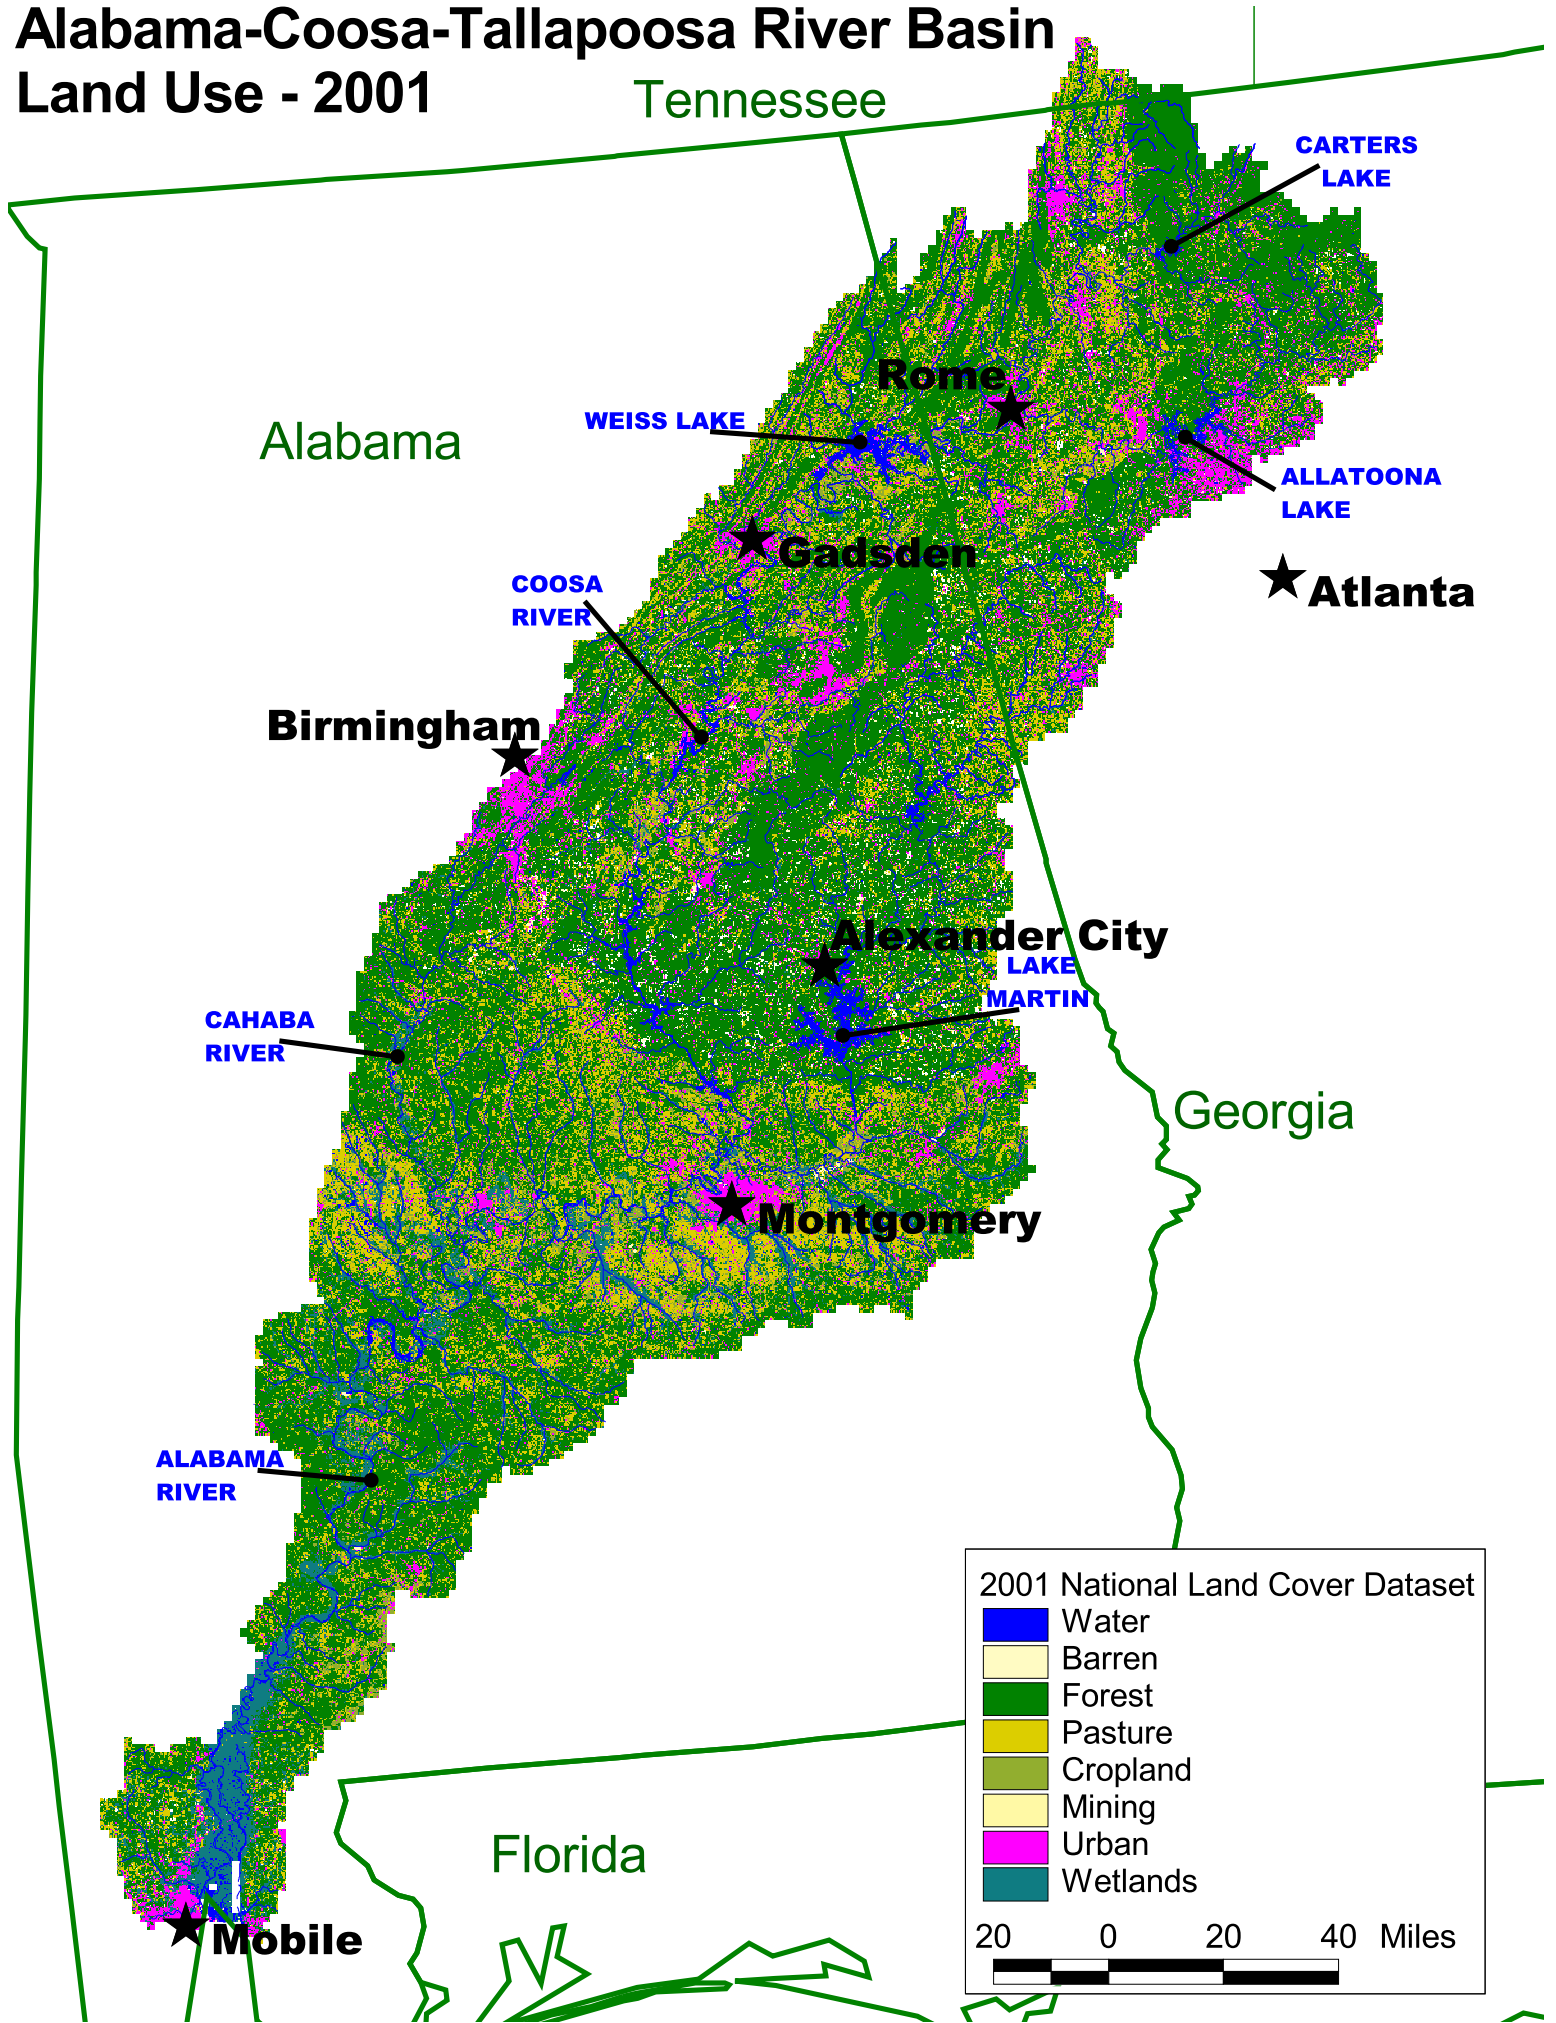 Alabama-Coosa-Tallapoosa River Basin
Land Use - 2001
Tennessee
CARTERS
LAKE
Rome
WEISS LAKE
Alabama
ALLATOONA
LAKE
Gadsden
COOSA
RIVER
Atlanta
Birmingham
Alexander City
LAKE
MARTIN
CAHABA
RIVER
Georgia
Montgomery
ALABAMA
RIVER
2001 National Land Cover Dataset
Water
Barren
Forest
Pasture
Cropland
Mining
Urban
Wetlands
20 0 20 40 Miles
Florida
Mobile